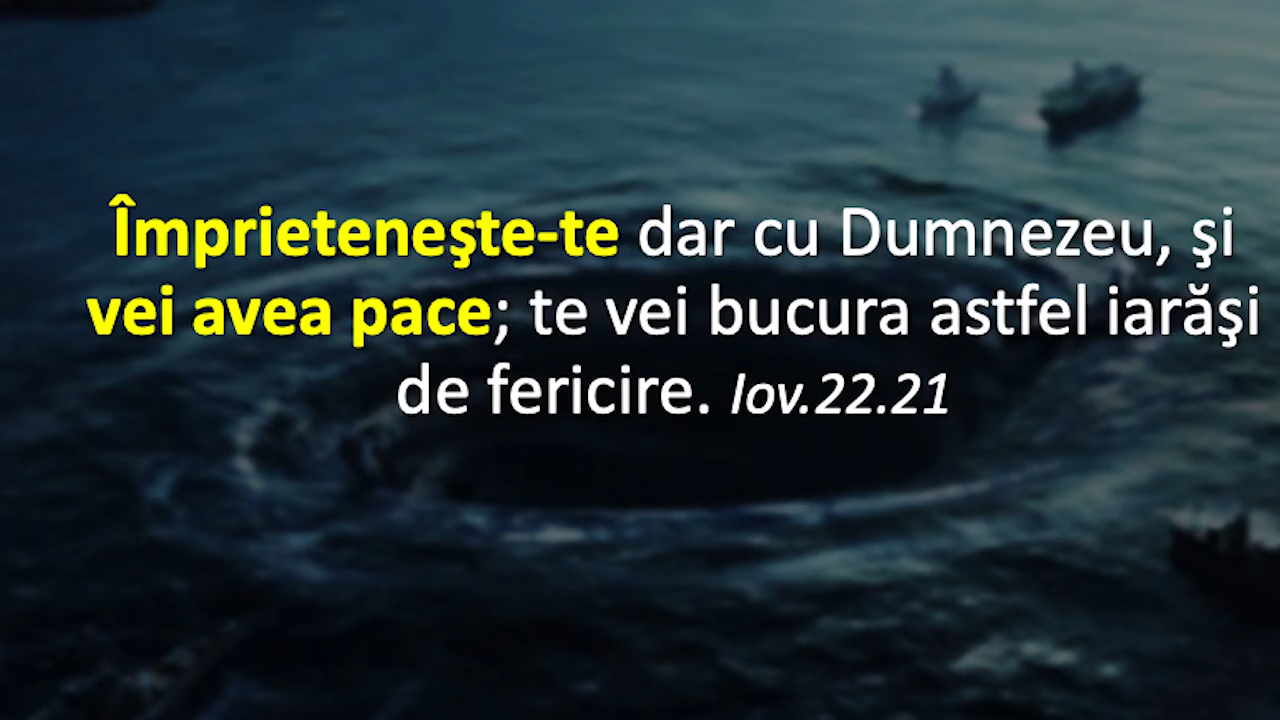 Împrieteneşte-te dar cu Dumnezeu, şi
vei avea pace; te vei bucura astfel iarăşi
de fericire. Iov.22.21